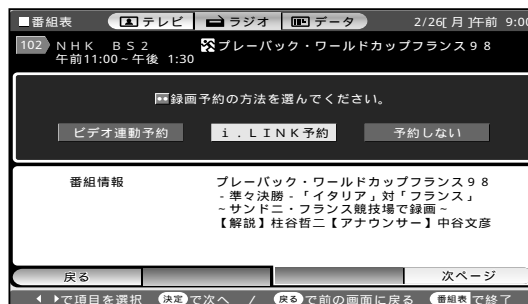 ■番組表 テレビ ラジオ データ 2/26[月]午前 9:00
102 NHK BS2 プレーバック・ワールドカップフランス98
午前11:00~午後 1:30
録画予約の方法を選んでください。
ビデオ連動予約 i.LINK予約 予約しない
番組情報 プレーバック・ワールドカップフランス98
-準々決勝-「イタリア」対「フランス」
~サンドニ・フランス競技場で録画~
【解説】柱谷哲二【アナウンサー】中谷文彦
戻る 次ページ
で項目を選択 決定で次へ / 戻るで前の画面に戻る 番組表で終了